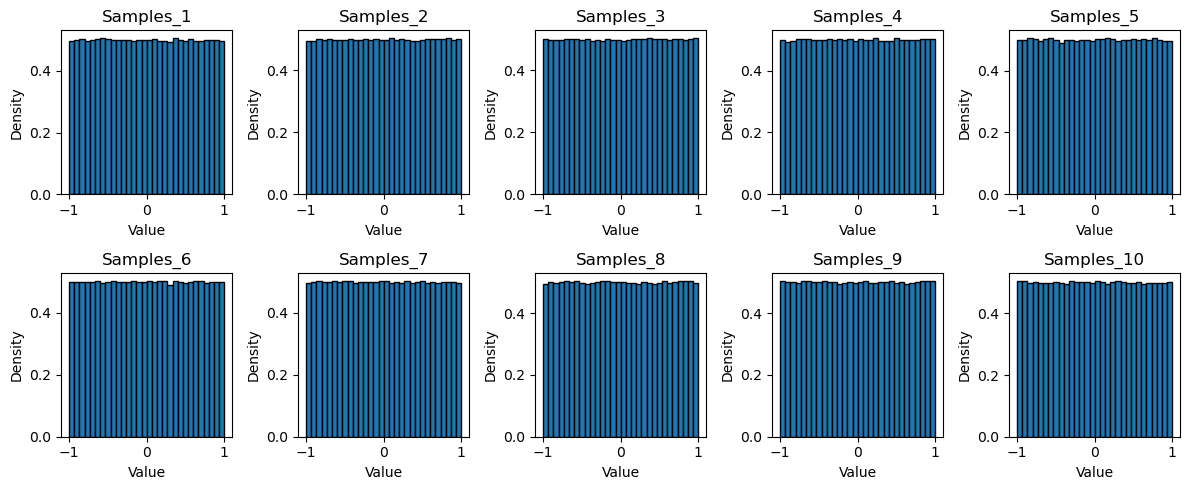 Samples_1 Samples_2 Samples_3 Samples_4 Samples_5
Density Density Density Density Density
0.4 0.4 0.4 0.4 0.4
0.2 0.2 0.2 0.2 0.2
0.0 0.0 0.0 0.0 0.0
−1 0 1 −1 0 1 −1 0 1 −1 0 1 −1 0 1
Value Value Value Value Value
Samples_6 Samples_7 Samples_8 Samples_9 Samples_10
Density Density Density Density Density
0.4 0.4 0.4 0.4 0.4
0.2 0.2 0.2 0.2 0.2
0.0 0.0 0.0 0.0 0.0
−1 0 1 −1 0 1 −1 0 1 −1 0 1 −1 0 1
Value Value Value Value Value